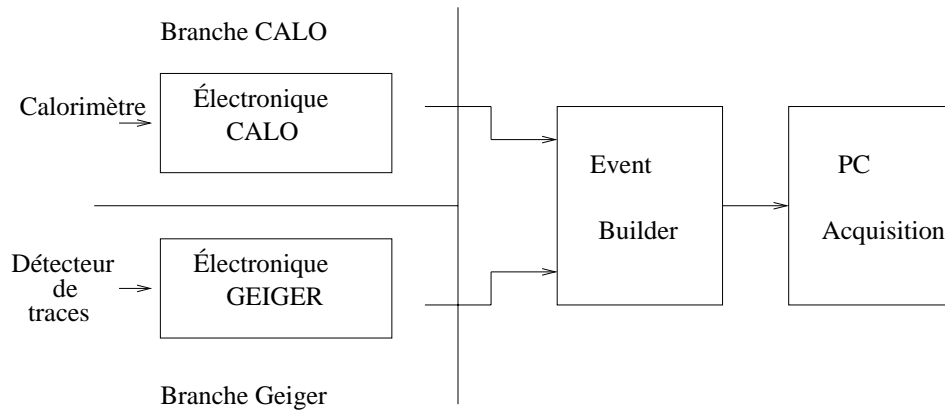 Branche CALO
Calorimètre
Électronique
CALO
Détecteur
de
traces
Électronique
GEIGER
Branche Geiger
Event
Builder
PC
Acquisition